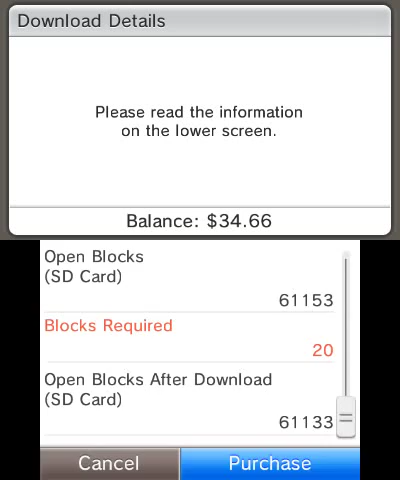 Download Details
Please read the information
on the lower screen.
Balance: $34.66
Open Blocks
(SD Card)
61153
Blocks Required
20
Open Blocks After Download
(SD Card)
61133
Cancel
Purchase